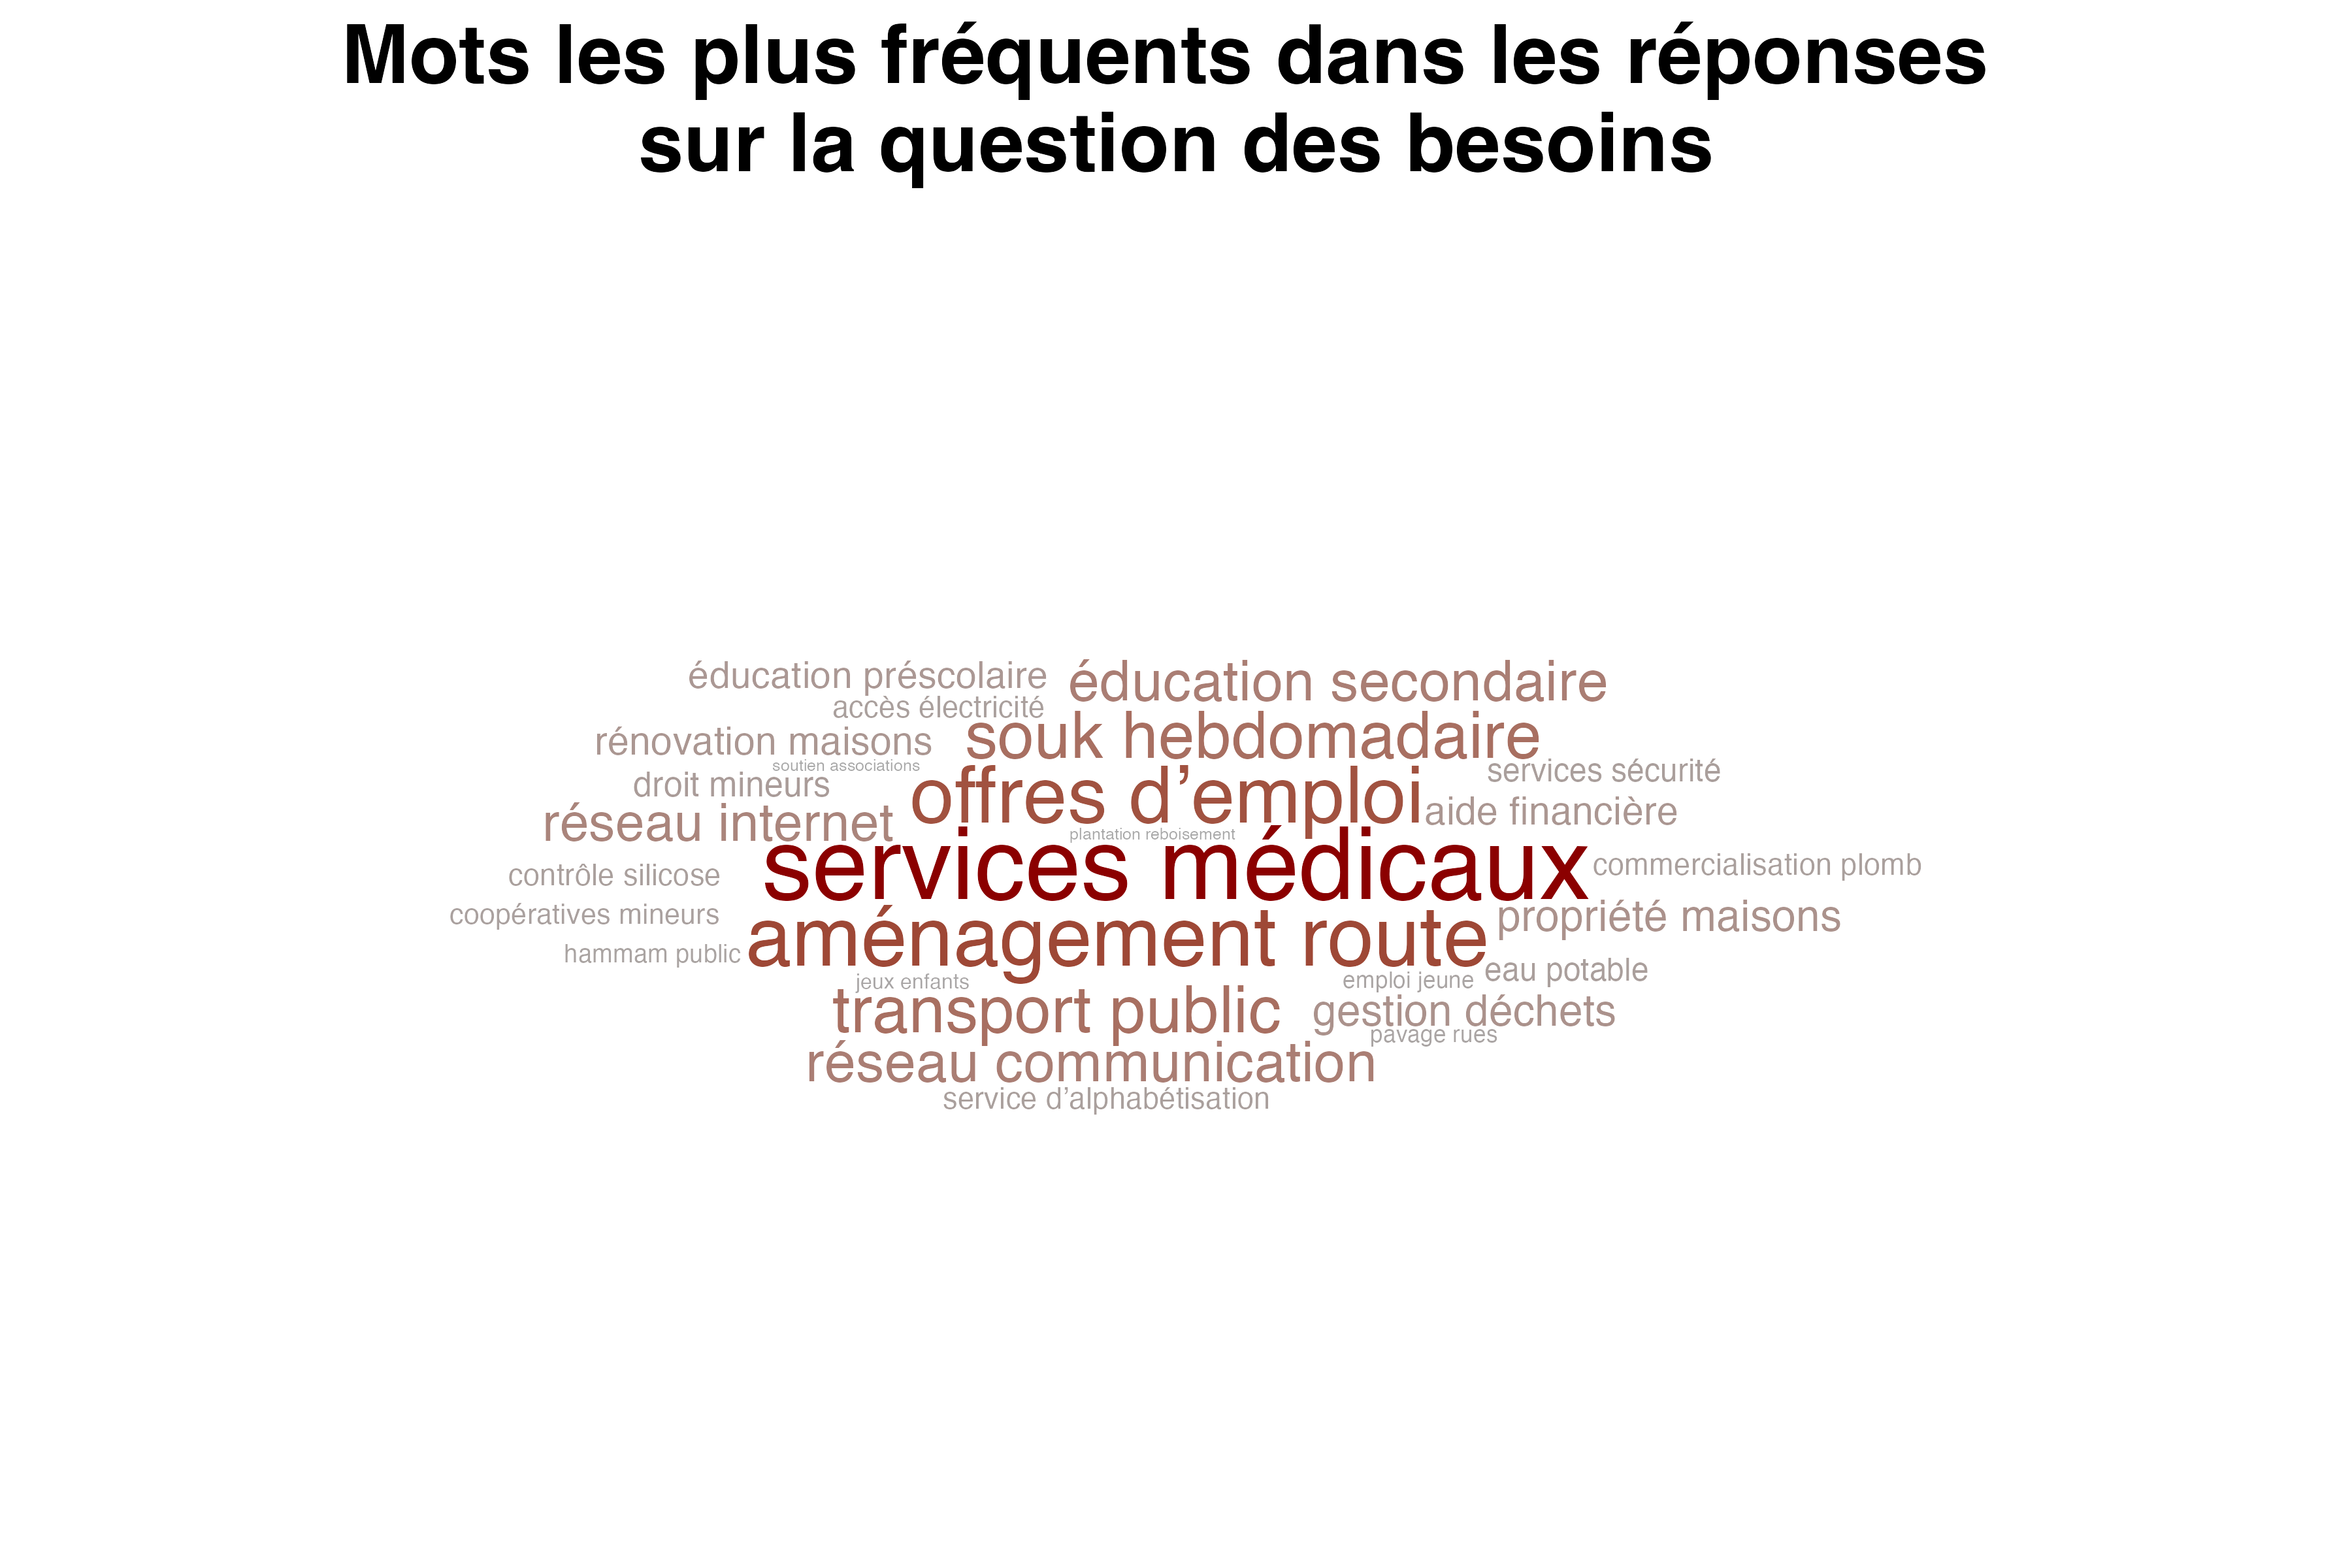 Mots les plus fréquents dans les réponses
sur la question des besoins
éducation préscolaire
éducation secondaire
accès électricité
souk hebdomadaire
rénovation maisons
soutien associations
services sécurité
droit mineurs
offres d’emploi
aide financière
réseau internet
plantation reboisement
services médicaux
commercialisation plomb
contrôle silicose
coopératives mineurs
propriété maisons
aménagement route
hammam public
eau potable
jeux enfants
emploi jeune
transport public
gestion déchets
pavage rues
réseau communication
service d’alphabétisation